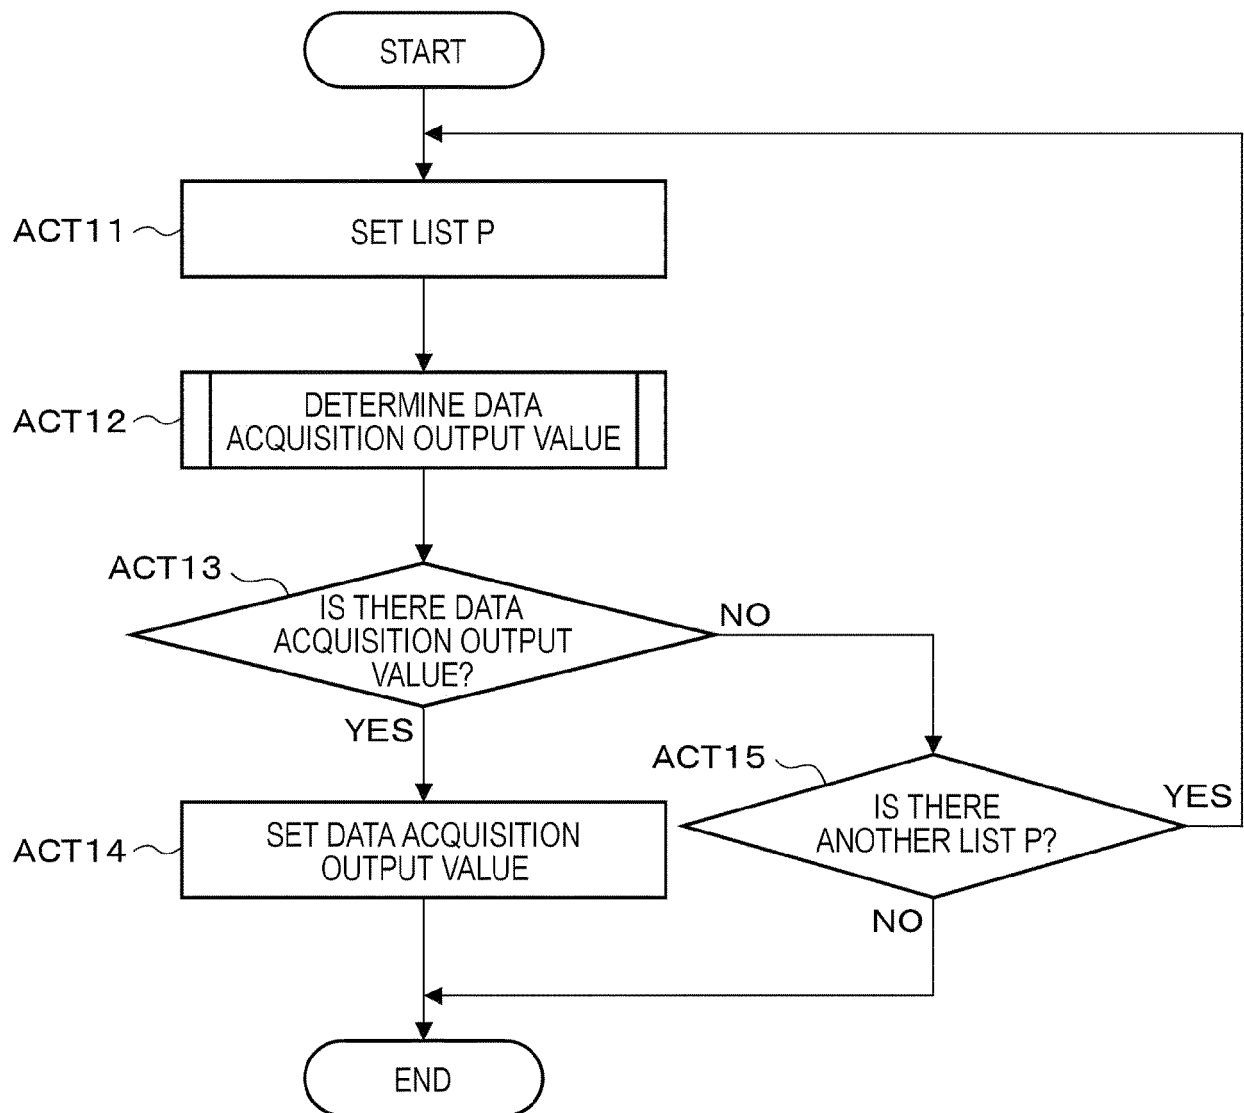 START
ACT11
SET LIST P
ACT12
DETERMINE DATA
ACQUISITION OUTPUT VALUE
ACT13
IS THERE DATA
ACQUISITION OUTPUT
VALUE?
NO
YES
ACT15
IS THERE
ANOTHER LIST P?
YES
NO
ACT14
SET DATA ACQUISITION
OUTPUT VALUE
END